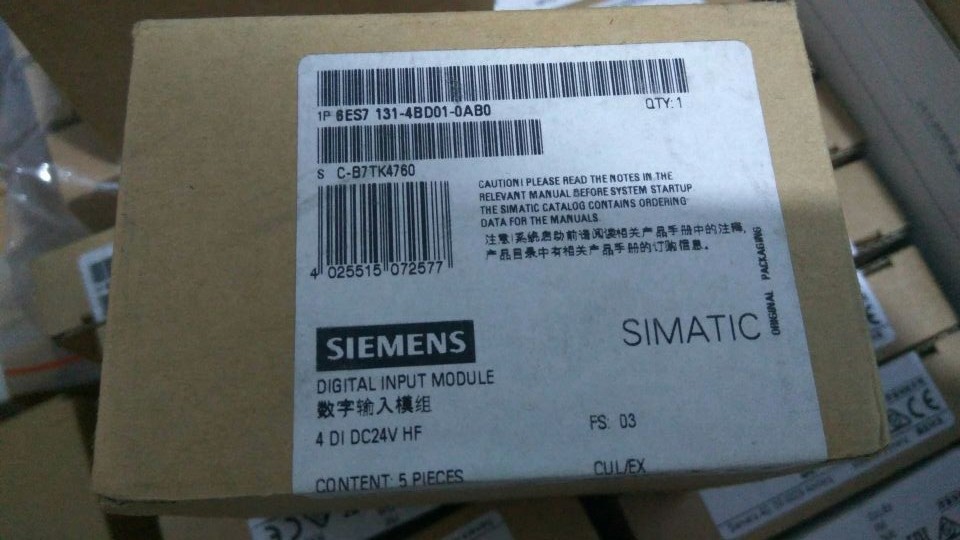 1P 6ES7 131-4BD01-0AB0
QTY: 1
S C-B7TK4760
CAUTION! PLEASE READ THE NOTES IN THE
RELEVANT MANUAL BEFORE SYSTEM STARTUP
THE SIMATIC CATALOG CONTAINS ORDERING
DATA FOR THE MANUALS
注意!系统启动前请阅读相关产品手册中的注释,
产品目录中有相关产品手册的订购信息。
4 025515 072577
ORIGINAL PACKAGING
SIEMENS
SIMATIC
DIGITAL INPUT MODULE
数字输入模组
4 DI DC24V HF
FS: 03
CONTENT: 5 PIECES
CUL/EX